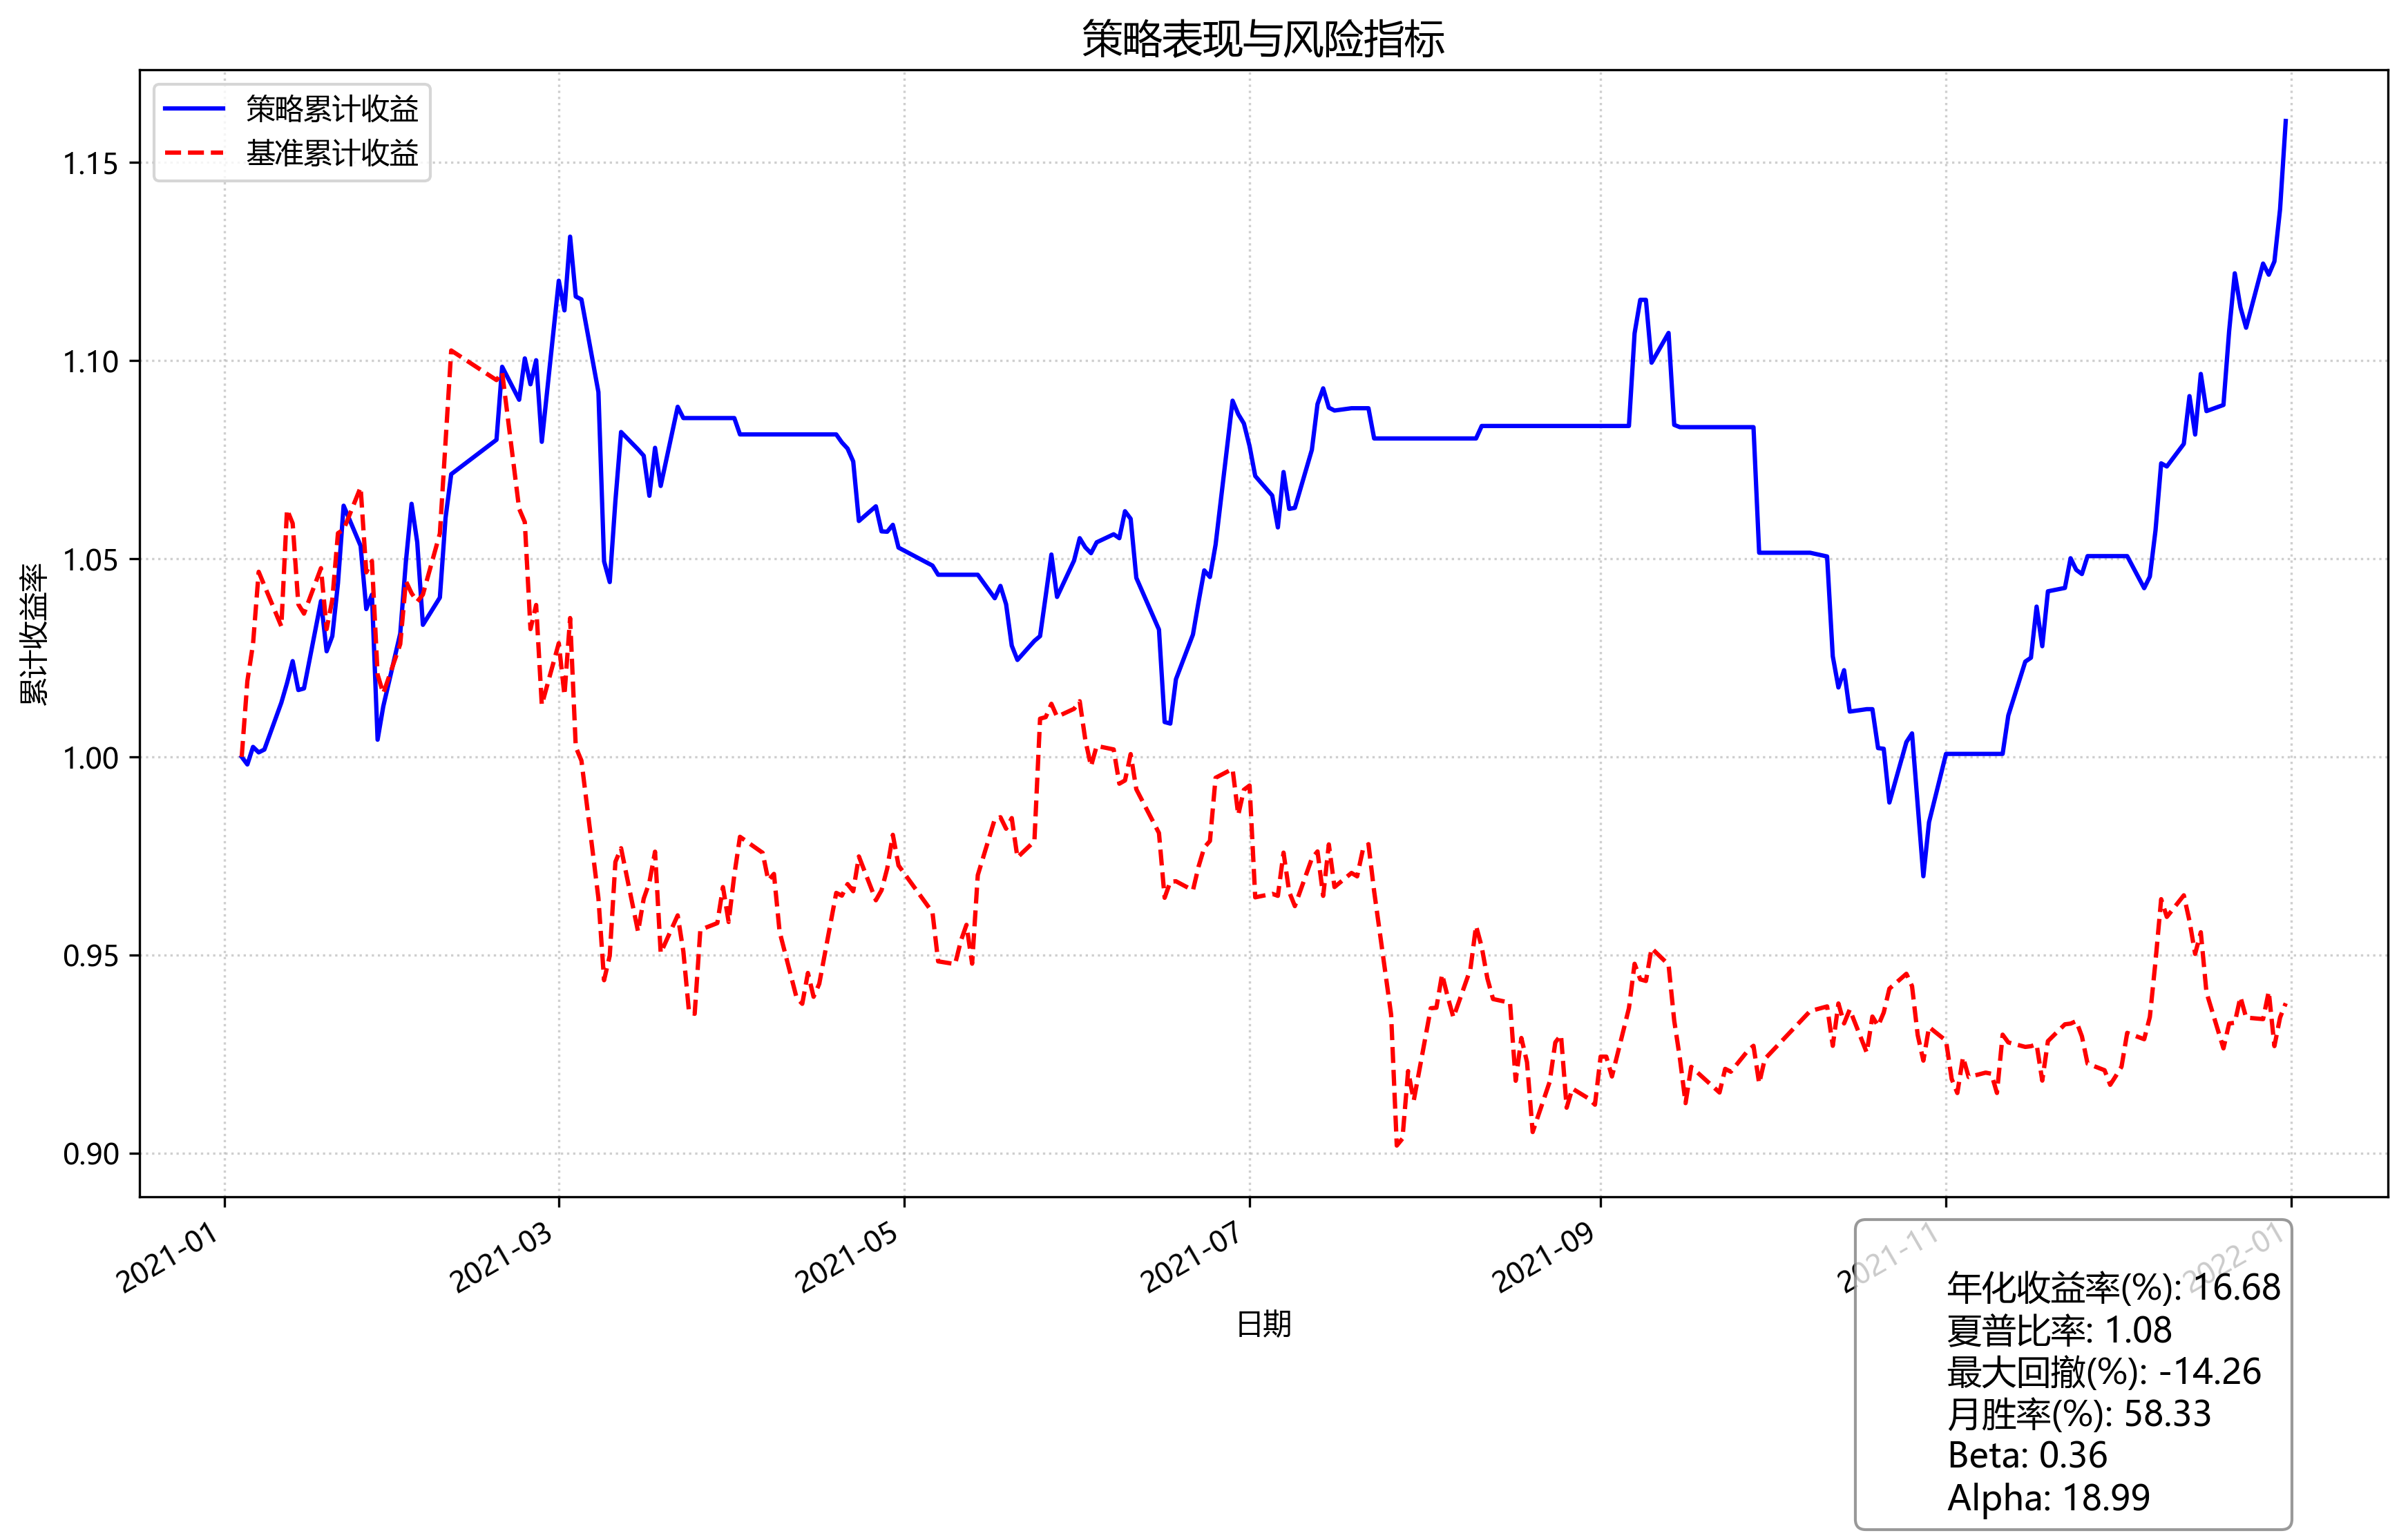 策略表现与风险指标
策略累计收益
基准累计收益
累计收益率
1.15
1.10
1.05
1.00
0.95
0.90
2021-01
2021-03
2021-05
2021-07
2021-09
2021-11
2022-01
日期
年化收益率(%): 16.68
夏普比率: 1.08
最大回撤(%): -14.26
月胜率(%): 58.33
Beta: 0.36
Alpha: 18.99